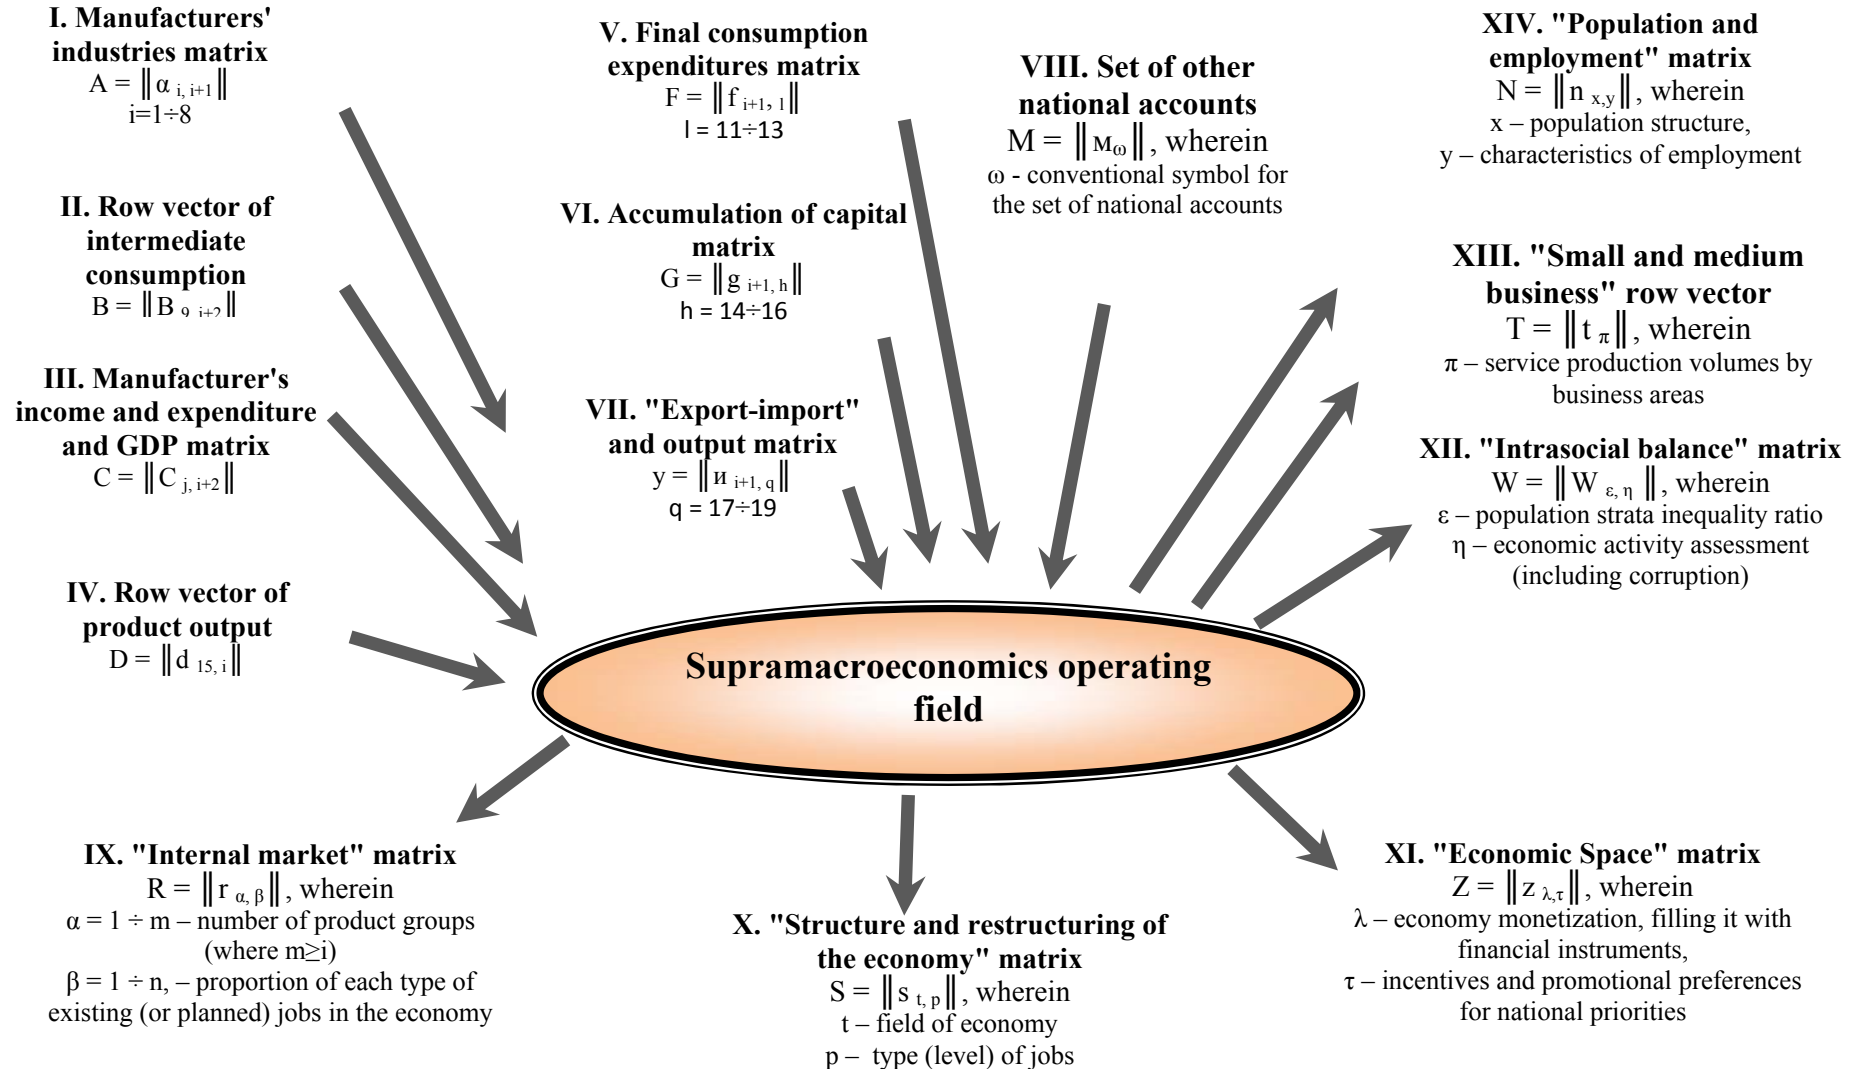 I. Manufacturers'
industries matrix
A = ‖α i, i+1‖
i=1÷8
II. Row vector of
intermediate
consumption
B = ‖B 9, i+2‖
III. Manufacturer's
income and expenditure
and GDP matrix
C = ‖C j, i+2‖
IV. Row vector of
product output
D = ‖d 15, i‖
V. Final consumption
expenditures matrix
F = ‖f i+1, l‖
l = 11÷13
VI. Accumulation of capital
matrix
G = ‖g i+1, h‖
h = 14÷16
VII. "Export-import"
and output matrix
y = ‖и i+1, q‖
q = 17÷19
VIII. Set of other
national accounts
M = ‖м ω‖, wherein
ω - conventional symbol for
the set of national accounts
XIV. "Population and
employment" matrix
N = ‖n x,y‖, wherein
x – population structure,
y – characteristics of employment
XIII. "Small and medium
business" row vector
T = ‖t π‖, wherein
π – service production volumes by
business areas
XII. "Intrasocial balance" matrix
W = ‖W ε, η ‖, wherein
ε – population strata inequality ratio
η – economic activity assessment
(including corruption)
Supramacroeconomics operating
field
IX. "Internal market" matrix
R = ‖r α, β‖, wherein
α = 1 ÷ m – number of product groups
(where m≥i)
β = 1 ÷ n, – proportion of each type of
existing (or planned) jobs in the economy
X. "Structure and restructuring of
the economy" matrix
S = ‖s t, p‖, wherein
t – field of economy
p – type (level) of jobs
XI. "Economic Space" matrix
Z = ‖z λ,τ‖, wherein
λ – economy monetization, filling it with
financial instruments,
τ – incentives and promotional preferences
for national priorities